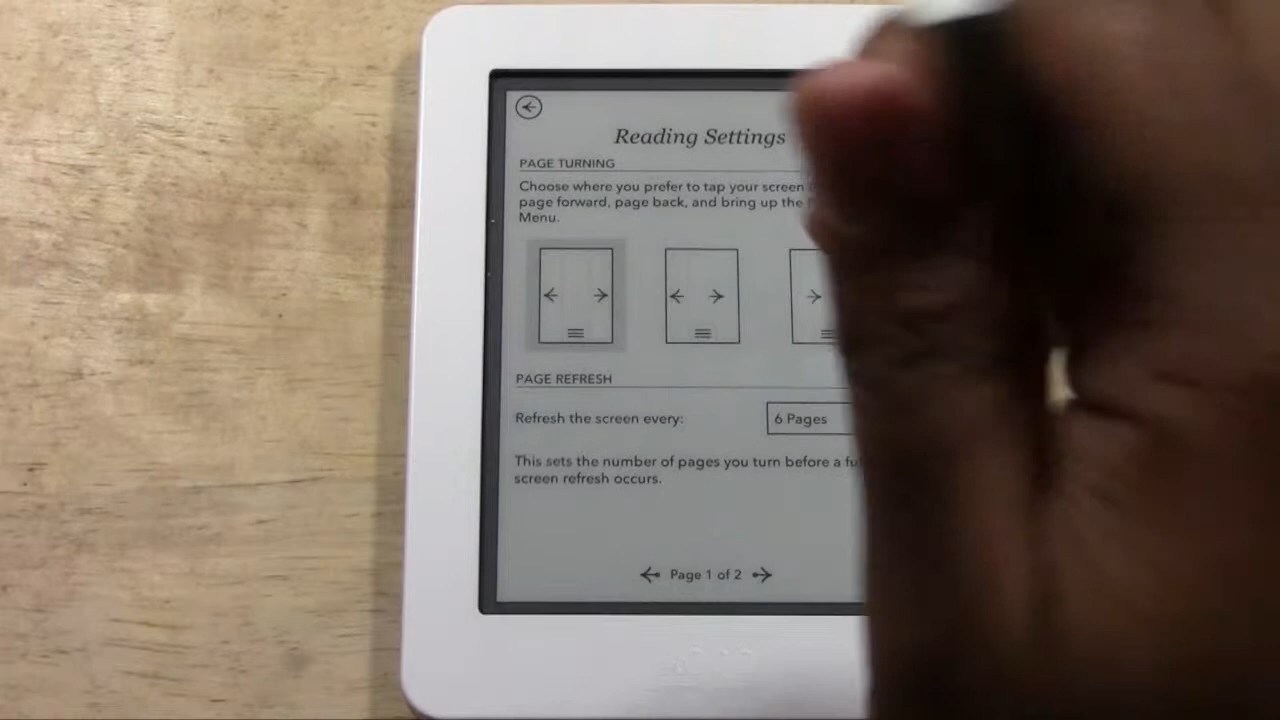 Reading Settings
PAGE TURNING
Choose where you prefer to tap your screen
page forward, page back, and bring up the
Menu.
PAGE REFRESH
Refresh the screen every:
6 Pages
This sets the number of pages you turn before a
screen refresh occurs.
Page 1 of 2